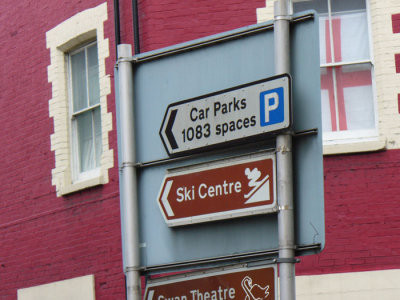 Car Parks
1083 spaces P
Ski Centre
Swan Theatre